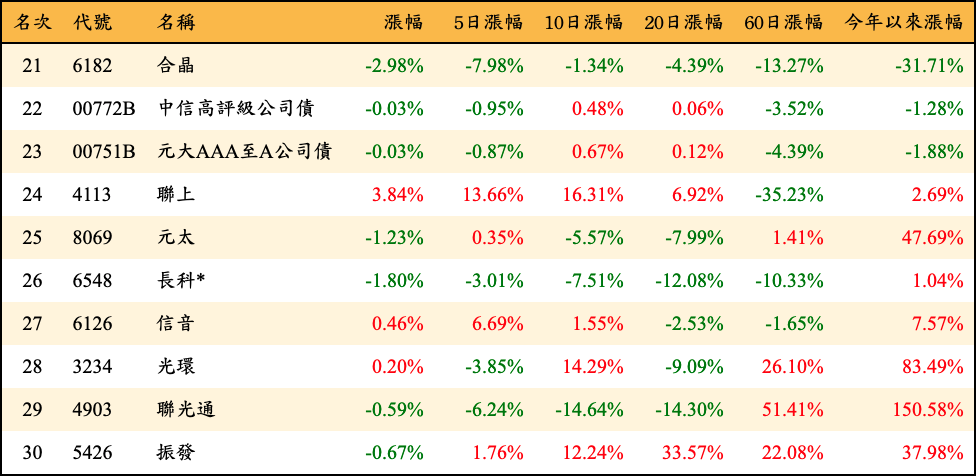 名次 代號 名稱 漲幅 5日漲幅 10日漲幅 20日漲幅 60日漲幅 今年以來漲幅
21 6182 合晶 -2.98% -7.98% -1.34% -4.39% -13.27% -31.71%
22 00772B 中信高評級公司債 -0.03% -0.95% 0.48% 0.06% -3.52% -1.28%
23 00751B 元大AAA至A公司債 -0.03% -0.87% 0.67% 0.12% -4.39% -1.88%
24 4113 聯上 3.84% 13.66% 16.31% 6.92% -35.23% 2.69%
25 8069 元太 -1.23% 0.35% -5.57% -7.99% 1.41% 47.69%
26 6548 長科* -1.80% -3.01% -7.51% -12.08% -10.33% 1.04%
27 6126 信音 0.46% 6.69% 1.55% -2.53% -1.65% 7.57%
28 3234 光環 0.20% -3.85% 14.29% -9.09% 26.10% 83.49%
29 4903 聯光通 -0.59% -6.24% -14.64% -14.30% 51.41% 150.58%
30 5426 振發 -0.67% 1.76% 12.24% 33.57% 22.08% 37.98%